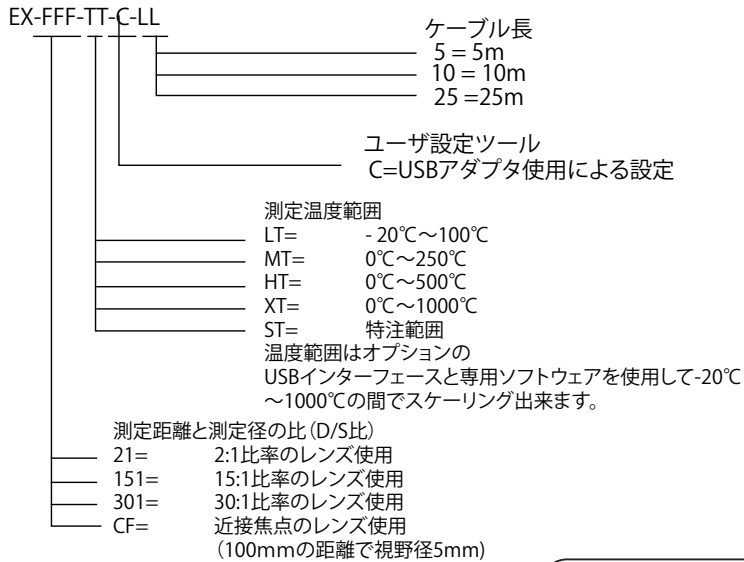 EX-FFF-TT-C-LL
ケーブル長
5 = 5m
10 = 10m
25 =25m
ユーザ設定ツール
C=USBアダプタ使用による設定
測定温度範囲
LT= - 20℃～100℃
MT= 0℃～250℃
HT= 0℃～500℃
XT= 0℃～1000℃
ST= 特注範囲
温度範囲はオプションの
USBインターフェースと専用ソフトウェアを使用して-20℃
～1000℃の間でスケーリング出来ます。
測定距離と測定径の比（D/S比）
21= 2:1比率のレンズ使用
151= 15:1比率のレンズ使用
301= 30:1比率のレンズ使用
CF= 近接焦点のレンズ使用
（100mmの距離で視野径5mm)